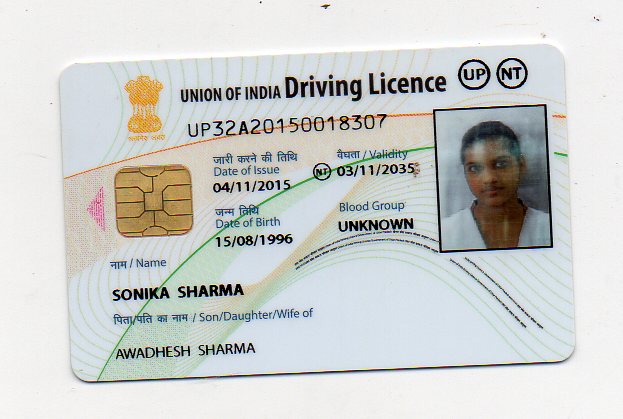 UNION OF INDIA Driving Licence UP NT
UP32A20150018307
जारी करने की तिथि
Date of Issue
04/11/2015
NT
वैधता / Validity
03/11/2035
जन्म तिथि
Date of Birth
15/08/1996
Blood Group
UNKNOWN
नाम / Name
SONIKA SHARMA
पिता/पति का नाम / Son/Daughter/Wife of
AWADHESH SHARMA